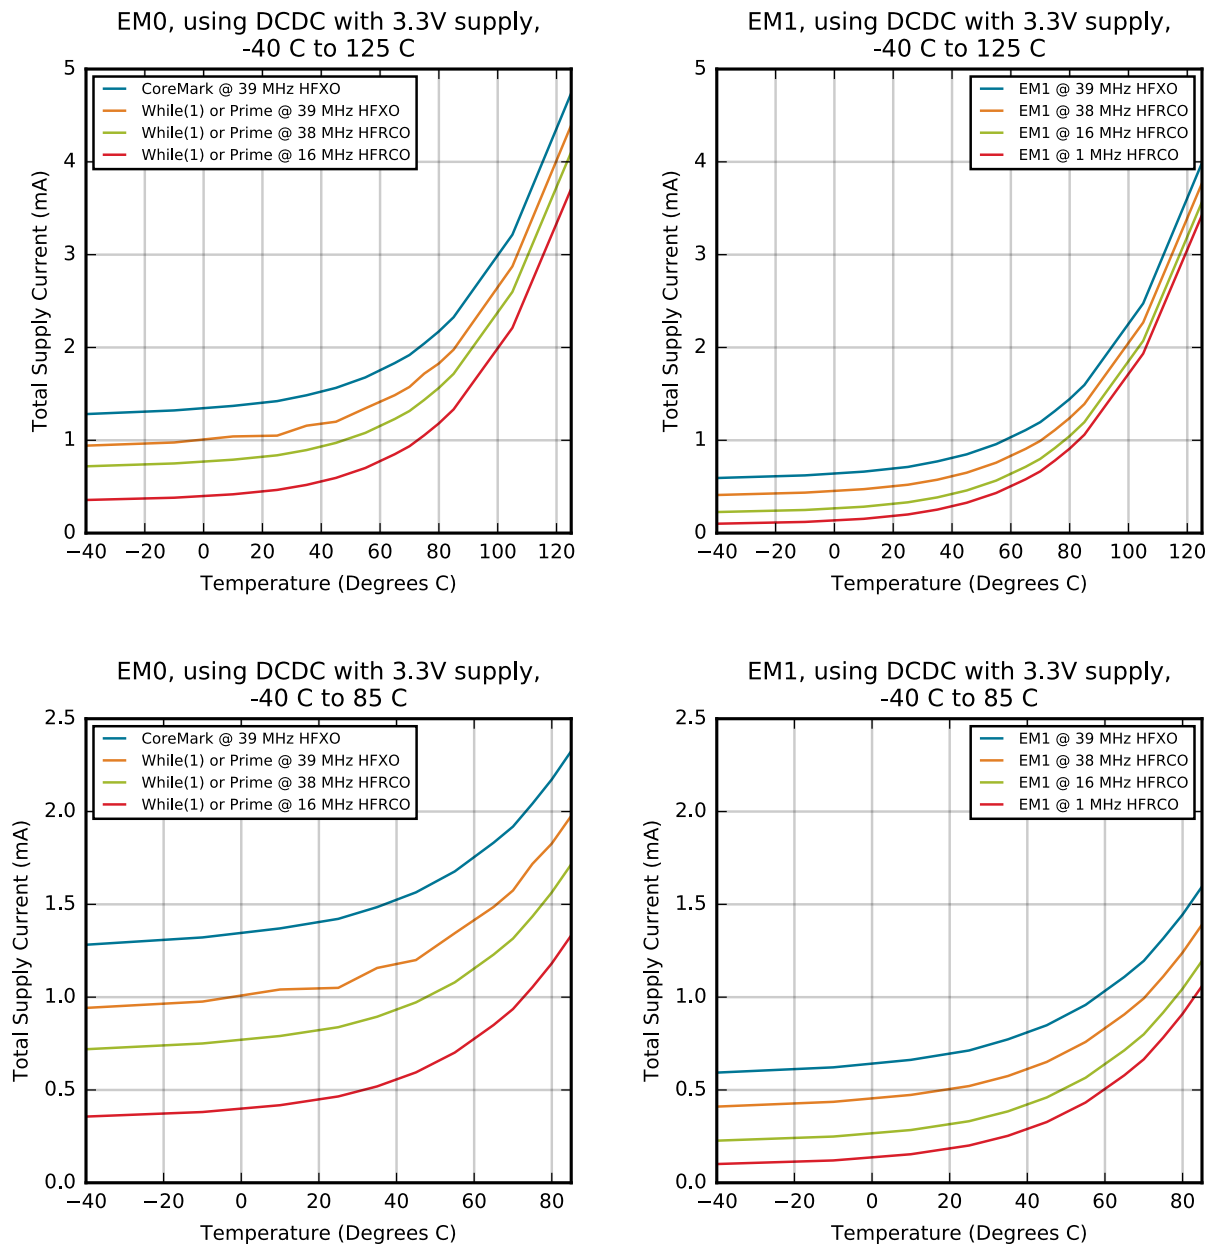 EM0, using DCDC with 3.3V supply,
-40 C to 125 C
5
4
3
2
1
0
Total Supply Current (mA)
CoreMark @ 39 MHz HFXO
While(1) or Prime @ 39 MHz HFXO
While(1) or Prime @ 38 MHz HFRCO
While(1) or Prime @ 16 MHz HFRCO
−40 −20 0 20 40 60 80 100 120
Temperature (Degrees C)
EM1, using DCDC with 3.3V supply,
-40 C to 125 C
5
4
3
2
1
0
Total Supply Current (mA)
EM1 @ 39 MHz HFXO
EM1 @ 38 MHz HFRCO
EM1 @ 16 MHz HFRCO
EM1 @ 1 MHz HFRCO
−40 −20 0 20 40 60 80 100 120
Temperature (Degrees C)
EM0, using DCDC with 3.3V supply,
-40 C to 85 C
2.5
2.0
1.5
1.0
0.5
0.0
Total Supply Current (mA)
CoreMark @ 39 MHz HFXO
While(1) or Prime @ 39 MHz HFXO
While(1) or Prime @ 38 MHz HFRCO
While(1) or Prime @ 16 MHz HFRCO
−40 −20 0 20 40 60 80
Temperature (Degrees C)
EM1, using DCDC with 3.3V supply,
-40 C to 85 C
2.5
2.0
1.5
1.0
0.5
0.0
Total Supply Current (mA)
EM1 @ 39 MHz HFXO
EM1 @ 38 MHz HFRCO
EM1 @ 16 MHz HFRCO
EM1 @ 1 MHz HFRCO
−40 −20 0 20 40 60 80
Temperature (Degrees C)